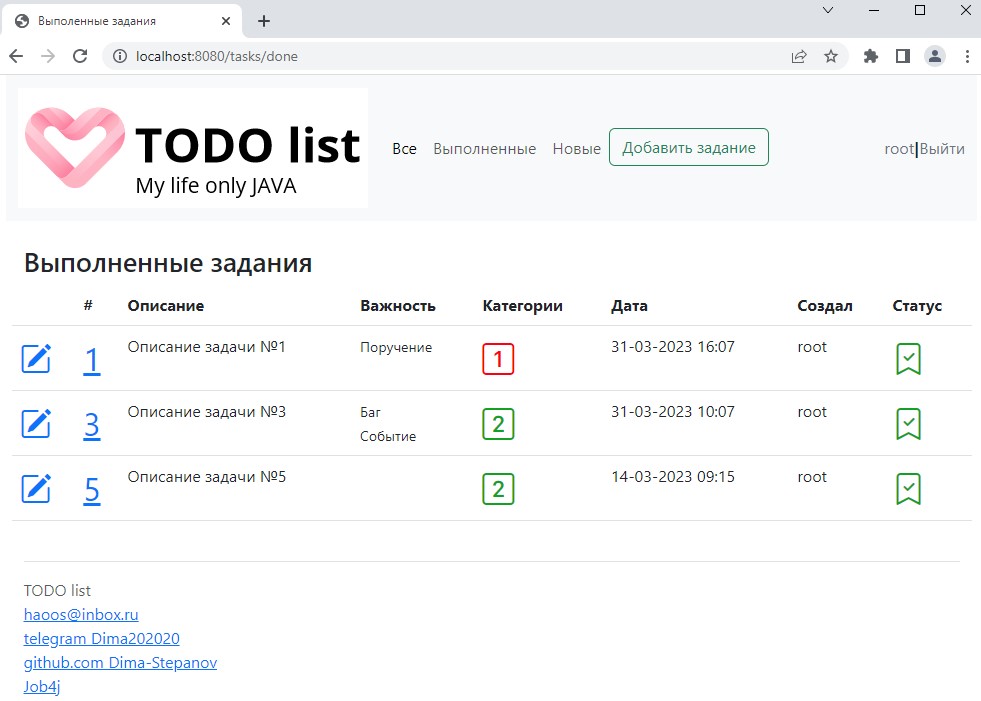 Выполенные задания
localhost:8080/tasks/done
TODO list
My life only JAVA
Все Выполненные Новые Добавить задание root|Выйти
Выполненные задания
# Описание Важность Категории Дата Создал Статус
1 Описание задачи №1 Поручение 1 31-03-2023 16:07 root
3 Описание задачи №3 Баг 2 31-03-2023 10:07 root
Событие
5 Описание задачи №5 2 14-03-2023 09:15 root
TODO list
haoos@inbox.ru
telegram Dima202020
github.com Dima-Stepanov
Job4j